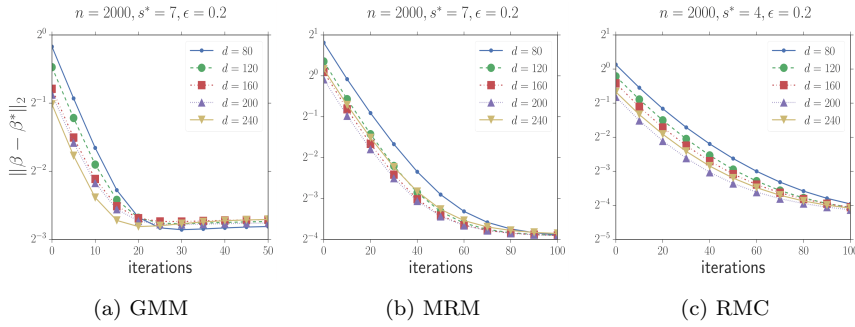 n = 2000, s* = 7, ϵ = 0.2
2^0
2^{-1}
2^{-2}
2^{-3}
||β − β*||_2
d = 80
d = 120
d = 160
d = 200
d = 240
0 10 20 30 40 50
iterations
(a) GMM
n = 2000, s* = 7, ϵ = 0.2
2^0
2^{-1}
2^{-2}
2^{-3}
2^{-4}
d = 80
d = 120
d = 160
d = 200
d = 240
0 20 40 60 80 100
iterations
(b) MRM
n = 2000, s* = 4, ϵ = 0.2
2^0
2^{-1}
2^{-2}
2^{-3}
2^{-4}
2^{-5}
d = 80
d = 120
d = 160
d = 200
d = 240
0 20 40 60 80 100
iterations
(c) RMC